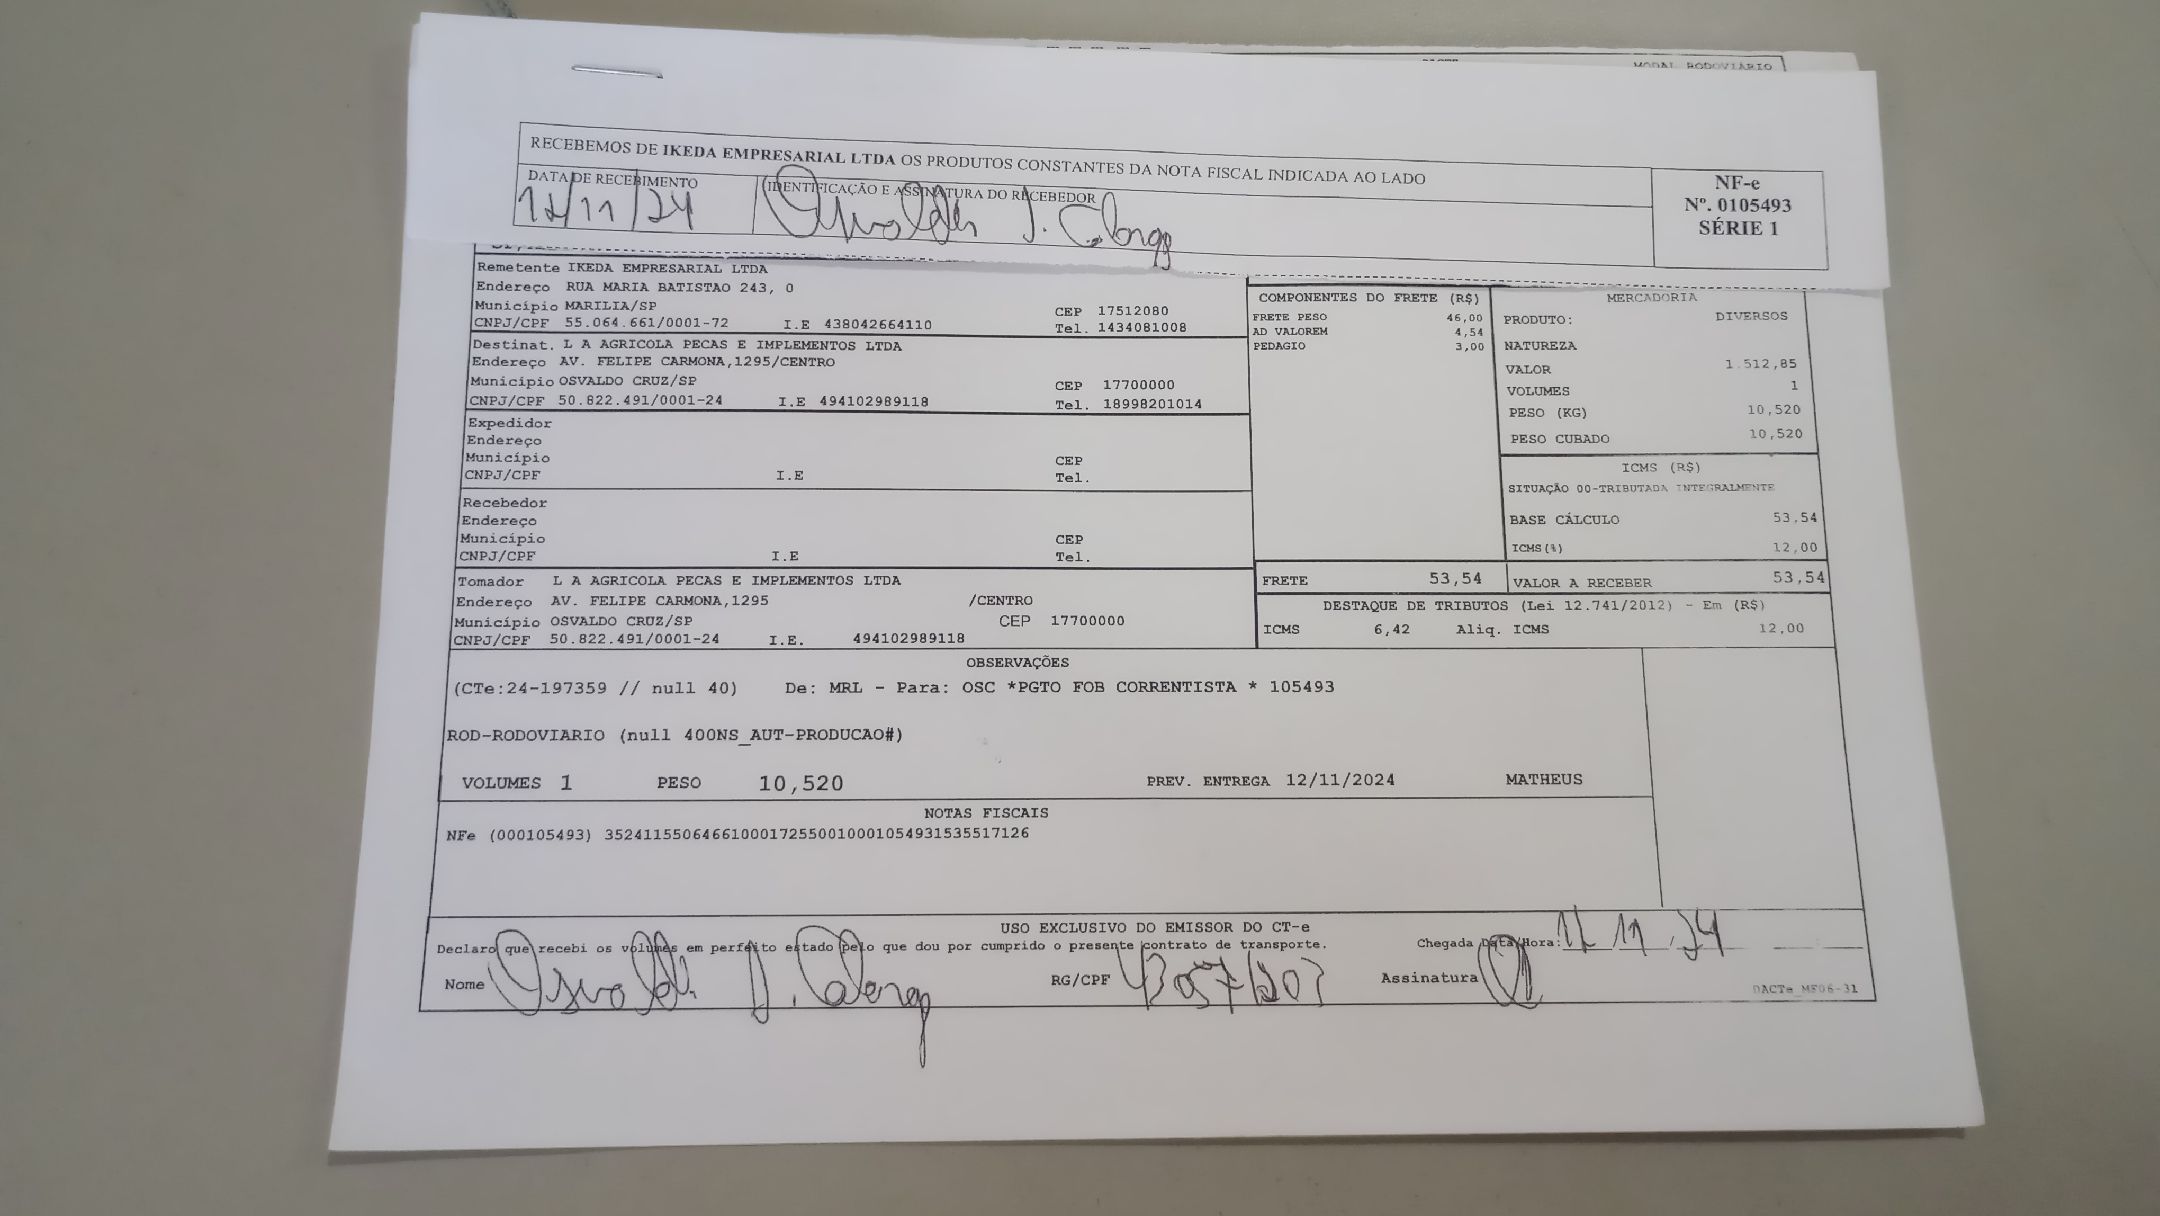 MODAL RODOVIÁRIO
RECEBEMOS DE IKEDA EMPRESARIAL LTDA OS PRODUTOS CONSTANTES DA NOTA FISCAL INDICADA AO LADO
DATA DE RECEBIMENTO
IDENTIFICAÇÃO E ASSINATURA DO RECEBEDOR
12/11/24
NF-e
Nº. 0105493
SÉRIE 1
Remetente IKEDA EMPRESARIAL LTDA
Endereço RUA MARIA BATISTAO 243, 0
Município MARILIA/SP CEP 17512080
CNPJ/CPF 55.064.661/0001-72 I.E 438042664110 Tel. 1434081008
Destinat. L A AGRICOLA PECAS E IMPLEMENTOS LTDA
Endereço AV. FELIPE CARMONA,1295/CENTRO
Município OSVALDO CRUZ/SP CEP 17700000
CNPJ/CPF 50.822.491/0001-24 I.E 494102989118 Tel. 18998201014
Expedidor
Endereço
Município CEP
CNPJ/CPF I.E Tel.
Recebedor
Endereço
Município CEP
CNPJ/CPF I.E Tel.
Tomador L A AGRICOLA PECAS E IMPLEMENTOS LTDA
Endereço AV. FELIPE CARMONA,1295 /CENTRO
Município OSVALDO CRUZ/SP CEP 17700000
CNPJ/CPF 50.822.491/0001-24 I.E. 494102989118
COMPONENTES DO FRETE (R$)
FRETE PESO 46,00
AD VALOREM 4,54
PEDAGIO 3,00
MERCADORIA
PRODUTO: DIVERSOS
NATUREZA
VALOR 1.512,85
VOLUMES 1
PESO (KG) 10,520
PESO CUBADO 10,520
ICMS (R$)
SITUAÇÃO 00-TRIBUTADA INTEGRALMENTE
BASE CÁLCULO 53,54
ICMS(%) 12,00
FRETE 53,54 VALOR A RECEBER 53,54
DESTAQUE DE TRIBUTOS (Lei 12.741/2012) - Em (R$)
ICMS 6,42 Aliq. ICMS 12,00
OBSERVAÇÕES
(CTe:24-197359 // null 40) De: MRL - Para: OSC *PGTO FOB CORRENTISTA * 105493
ROD-RODOVIARIO (null 400NS_AUT-PRODUCAO#)
VOLUMES 1 PESO 10,520 PREV. ENTREGA 12/11/2024 MATHEUS
NOTAS FISCAIS
NFe (000105493) 35241155064661000172550010001054931535517126
USO EXCLUSIVO DO EMISSOR DO CT-e
Declaro que recebi os volumes em perfeito estado pelo que dou por cumprido o presente contrato de transporte. Chegada Data/Hora: 12 11 24
Nome RG/CPF Assinatura
DACTe_MF06-31